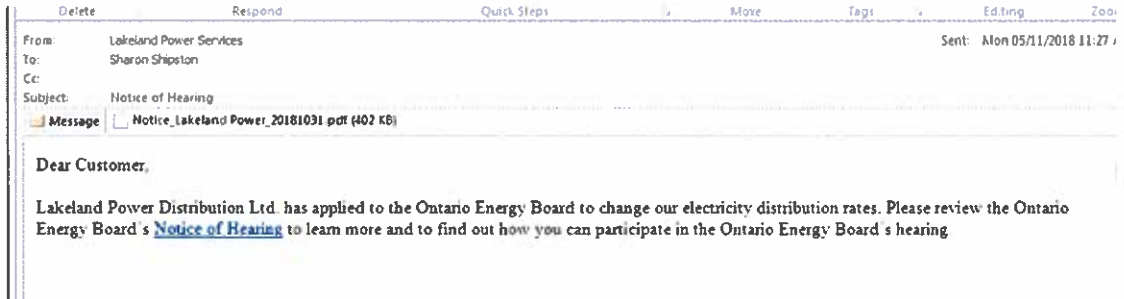 Delete Respond Quick Steps Move Tags Editing Zoo
From: Lakeland Power Services Sent: Mon 05/11/2018 11:27
To: Sharon Shipston
Cc:
Subject: Notice of Hearing
Message Notice_Lakeland Power_20181031.pdf (402 KB)
Dear Customer,
Lakeland Power Distribution Ltd. has applied to the Ontario Energy Board to change our electricity distribution rates. Please review the Ontario
Energy Board's Notice of Hearing to learn more and to find out how you can participate in the Ontario Energy Board's hearing